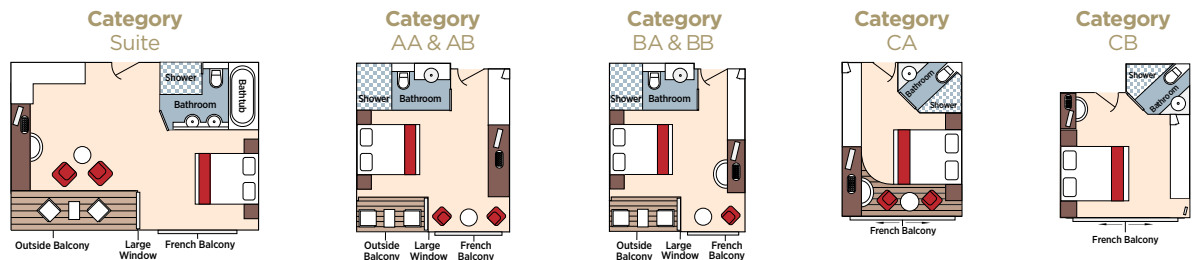 Category
Suite
Shower
Bathtub
Bathroom
Outside Balcony
Large
Window
French Balcony
Category
AA & AB
Shower
Bathroom
Outside
Balcony
Large
Window
French
Balcony
Category
BA & BB
Shower
Bathroom
Outside
Balcony
Large
Window
French
Balcony
Category
CA
Bathroom
Shower
French Balcony
Category
CB
Shower
Bathroom
French Balcony